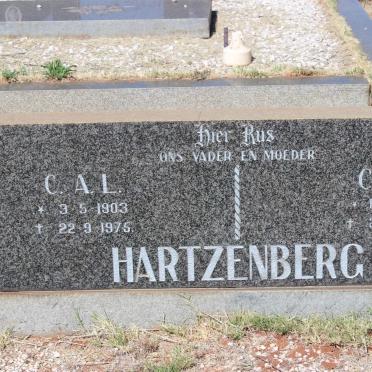 Hier Rus
ONS VADER EN MOEDER
C. A. L.
* 3-5-1903
† 22-9-1975
HARTZENBERG